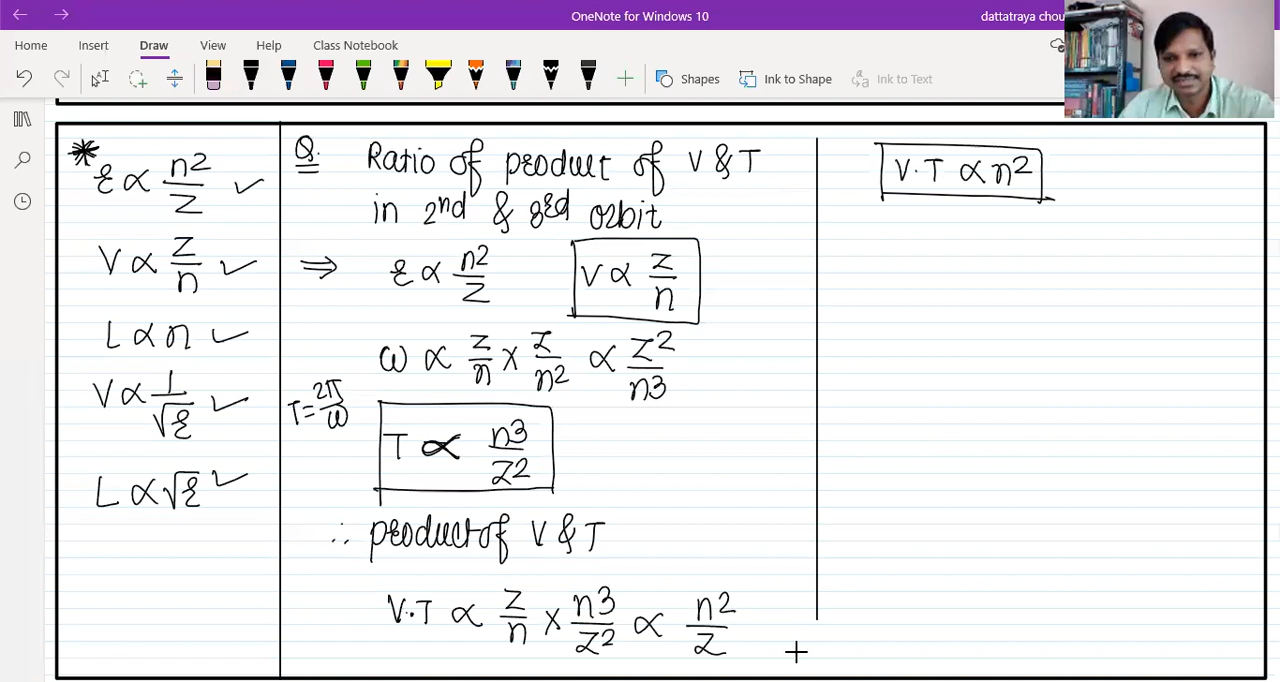 OneNote for Windows 10
dattatraya chou
Home Insert Draw View Help Class Notebook
Shapes Ink to Shape Ink to Text
* r ∝ n²/Z ✓
V ∝ Z/n ✓
L ∝ n ✓
V ∝ 1/√r ✓
L ∝ √r ✓
Q. Ratio of product of V & T
in 2nd & 3rd orbit
⇒ r ∝ n²/Z V ∝ Z/n
ω ∝ Z/n × Z/n² ∝ Z²/n³
T = 2π/ω T ∝ n³/Z²
∴ product of V & T
V·T ∝ Z/n × n³/Z² ∝ n²/Z
V·T ∝ n²